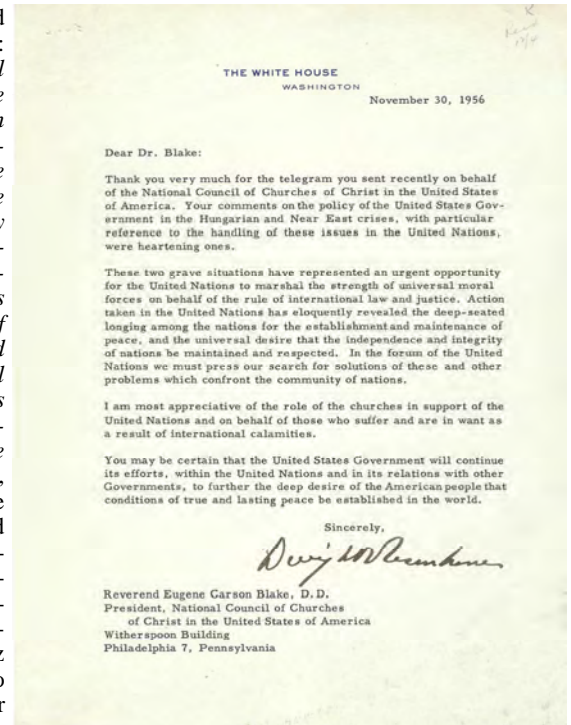 THE WHITE HOUSE
WASHINGTON
November 30, 1956
Dear Dr. Blake:
Thank you very much for the telegram you sent recently on behalf
of the National Council of Churches of Christ in the United States
of America. Your comments on the policy of the United States Gov-
ernment in the Hungarian and Near East crises, with particular
reference to the handling of these issues in the United Nations,
were heartening ones.
These two grave situations have represented an urgent opportunity
for the United Nations to marshal the strength of universal moral
forces on behalf of the rule of international law and justice. Action
taken in the United Nations has eloquently revealed the deep-seated
longing among the nations for the establishment and maintenance of
peace, and the universal desire that the independence and integrity
of nations be maintained and respected. In the forum of the United
Nations we must press our search for solutions of these and other
problems which confront the community of nations.
I am most appreciative of the role of the churches in support of the
United Nations and on behalf of those who suffer and are in want as
a result of international calamities.
You may be certain that the United States Government will continue
its efforts, within the United Nations and in its relations with other
Governments, to further the deep desire of the American people that
conditions of true and lasting peace be established in the world.
Sincerely,
Dwight D Eisenhower
Reverend Eugene Carson Blake, D.D.
President, National Council of Churches
of Christ in the United States of America
Witherspoon Building
Philadelphia 7, Pennsylvania